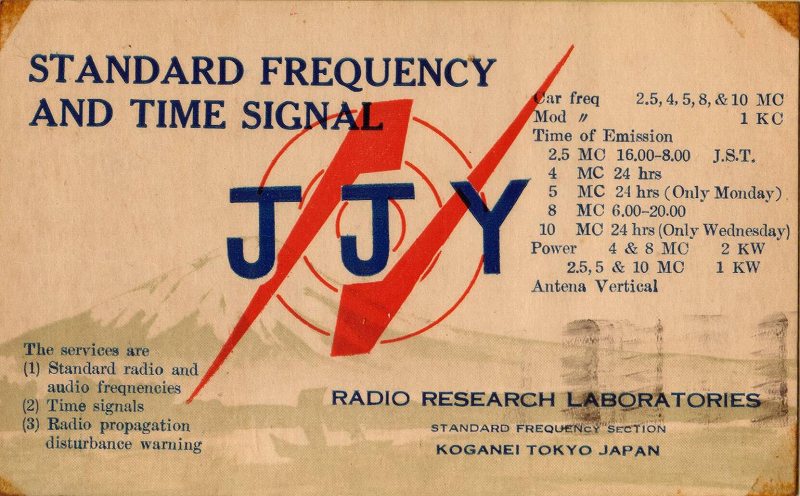 STANDARD FREQUENCY
AND TIME SIGNAL
JJY
Car freq 2.5, 4, 5, 8, & 10 MC
Mod 〃 1 KC
Time of Emission
2.5 MC 16.00-8.00 J.S.T.
4 MC 24 hrs
5 MC 24 hrs (Only Monday)
8 MC 6.00-20.00
10 MC 24 hrs (Only Wednesday)
Power 4 & 8 MC 2 KW
2.5, 5 & 10 MC 1 KW
Antena Vertical
The services are
(1) Standard radio and
audio freqnencies
(2) Time signals
(3) Radio propagation
disturbance warning
RADIO RESEARCH LABORATORIES
STANDARD FREQUENCY SECTION
KOGANEI TOKYO JAPAN